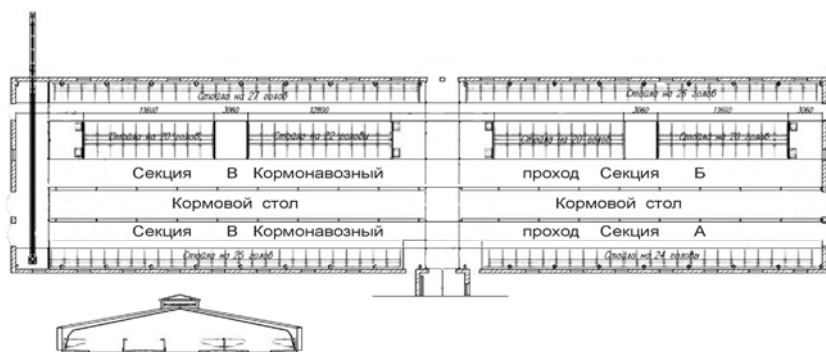 Стойла на 27 голов
Стойла на 26 голов
11600 3060 12800 3060 11600 3060
Стойла на 20 голов
Стойла на 22 головы
Стойла на 20 голов
Стойла на 20 голов
Секция В Кормонавозный проход Секция Б
Кормовой стол Кормовой стол
Секция В Кормонавозный проход Секция А
Стойла на 25 голов
Стойла на 24 головы